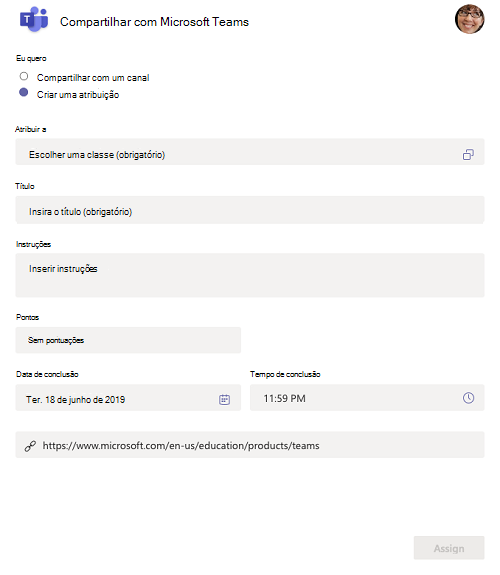 Compartilhar com Microsoft Teams
Eu quero
Compartilhar com um canal
Criar uma atribuição
Atribuir a
Escolher uma classe (obrigatório)
Título
Insira o título (obrigatório)
Instruções
Inserir instruções
Pontos
Sem pontuações
Data de conclusão
Tempo de conclusão
Ter. 18 de junho de 2019
11:59 PM
https://www.microsoft.com/en-us/education/products/teams
Assign